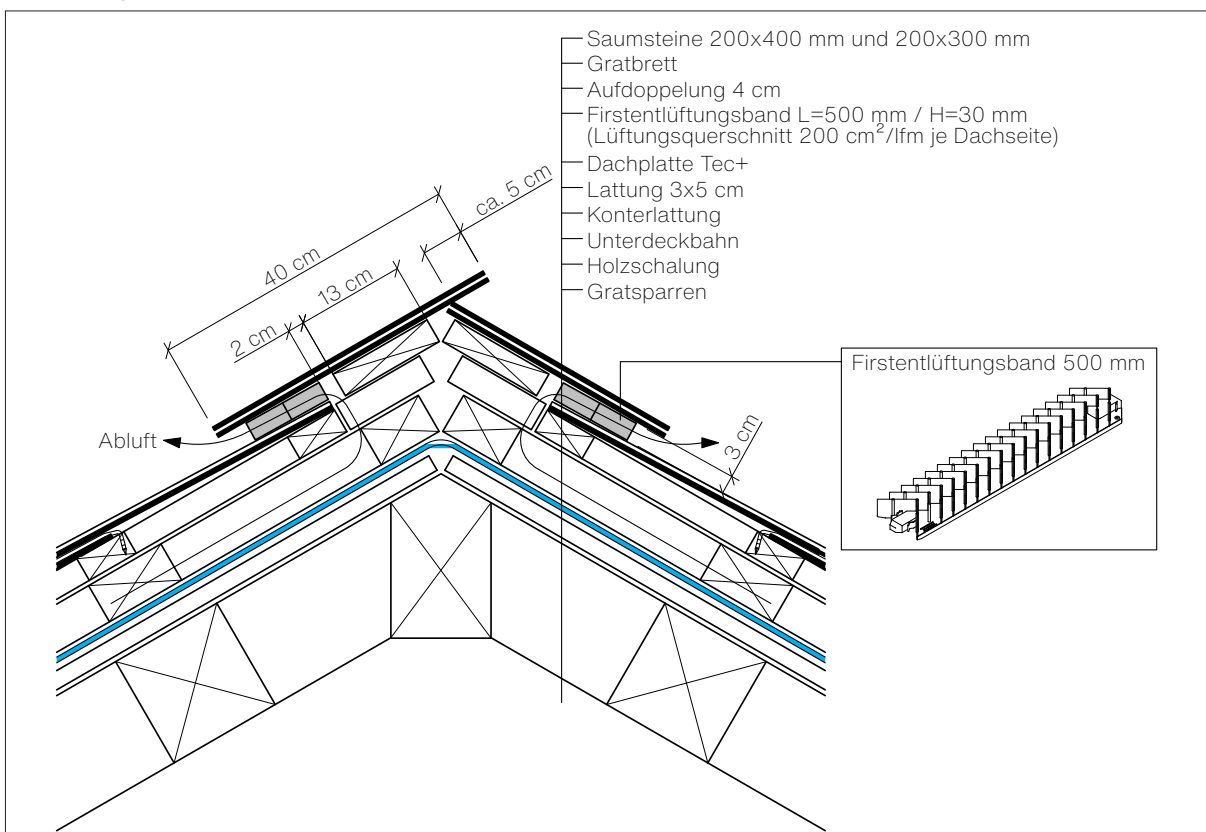 Saumsteine 200x400 mm und 200x300 mm
Gratbrett
Aufdoppelung 4 cm
Firstentlüftungsband L=500 mm / H=30 mm
(Lüftungsquerschnitt 200 cm²/lfm je Dachseite)
Dachplatte Tec+
Lattung 3x5 cm
Konterlattung
Unterdeckbahn
Holzschalung
Gratsparren
ca. 5 cm
40 cm
13 cm
2 cm
Abluft
3 cm
Firstentlüftungsband 500 mm